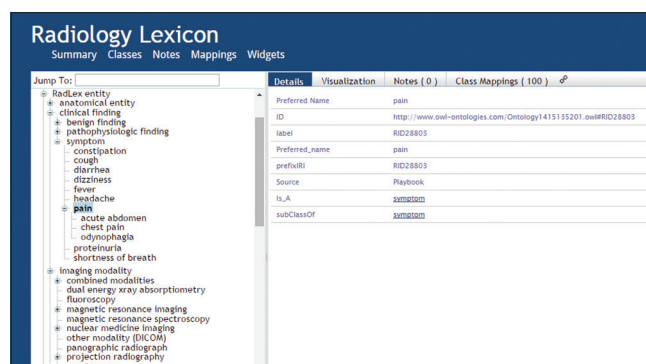 Radiology Lexicon
Summary Classes Notes Mappings Widgets
Jump To:
RadLex entity
anatomical entity
clinical finding
benign finding
pathophysiologic finding
symptom
constipation
cough
diarrhea
dizziness
fever
headache
pain
acute abdomen
chest pain
odynophagia
proteinuria
shortness of breath
imaging modality
combined modalities
dual energy xray absortiometry
fluoroscopy
magnetic resonance imaging
magnetic resonance spectroscopy
nuclear medicine imaging
other modality (DICOM)
panographic radiograph
projection radiography
Details Visualization Notes ( 0 ) Class Mappings ( 100 )
Preferred Name pain
ID http://www.owl-ontologies.com/Ontology1415135201.owl#RID28803
label RID28803
Preferred_name pain
prefixIRI RID28803
Source Playbook
Is_A symptom
subClassOf symptom